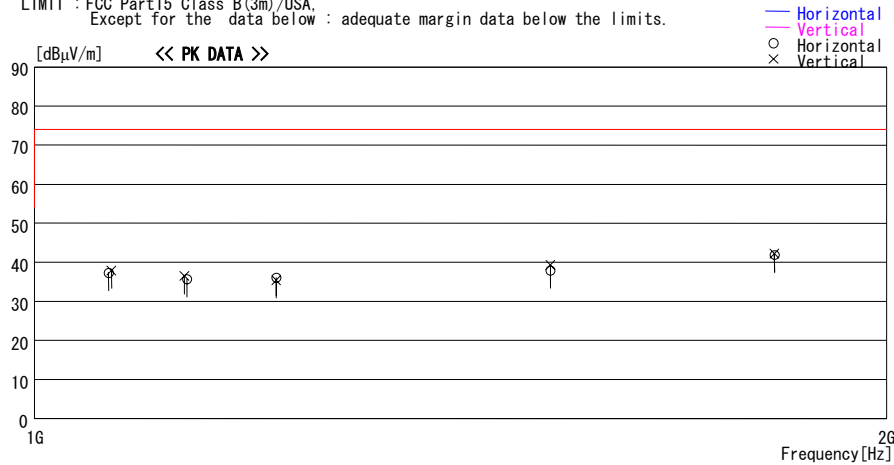 LIMIT : FCC Part15 Class B(3m)/USA,
Except for the data below : adequate margin data below the limits.
Horizontal
Vertical
Horizontal
Vertical
[dBμV/m] << PK DATA >>
90
80
70
60
50
40
30
20
10
0
1G 2G
Frequency[Hz]